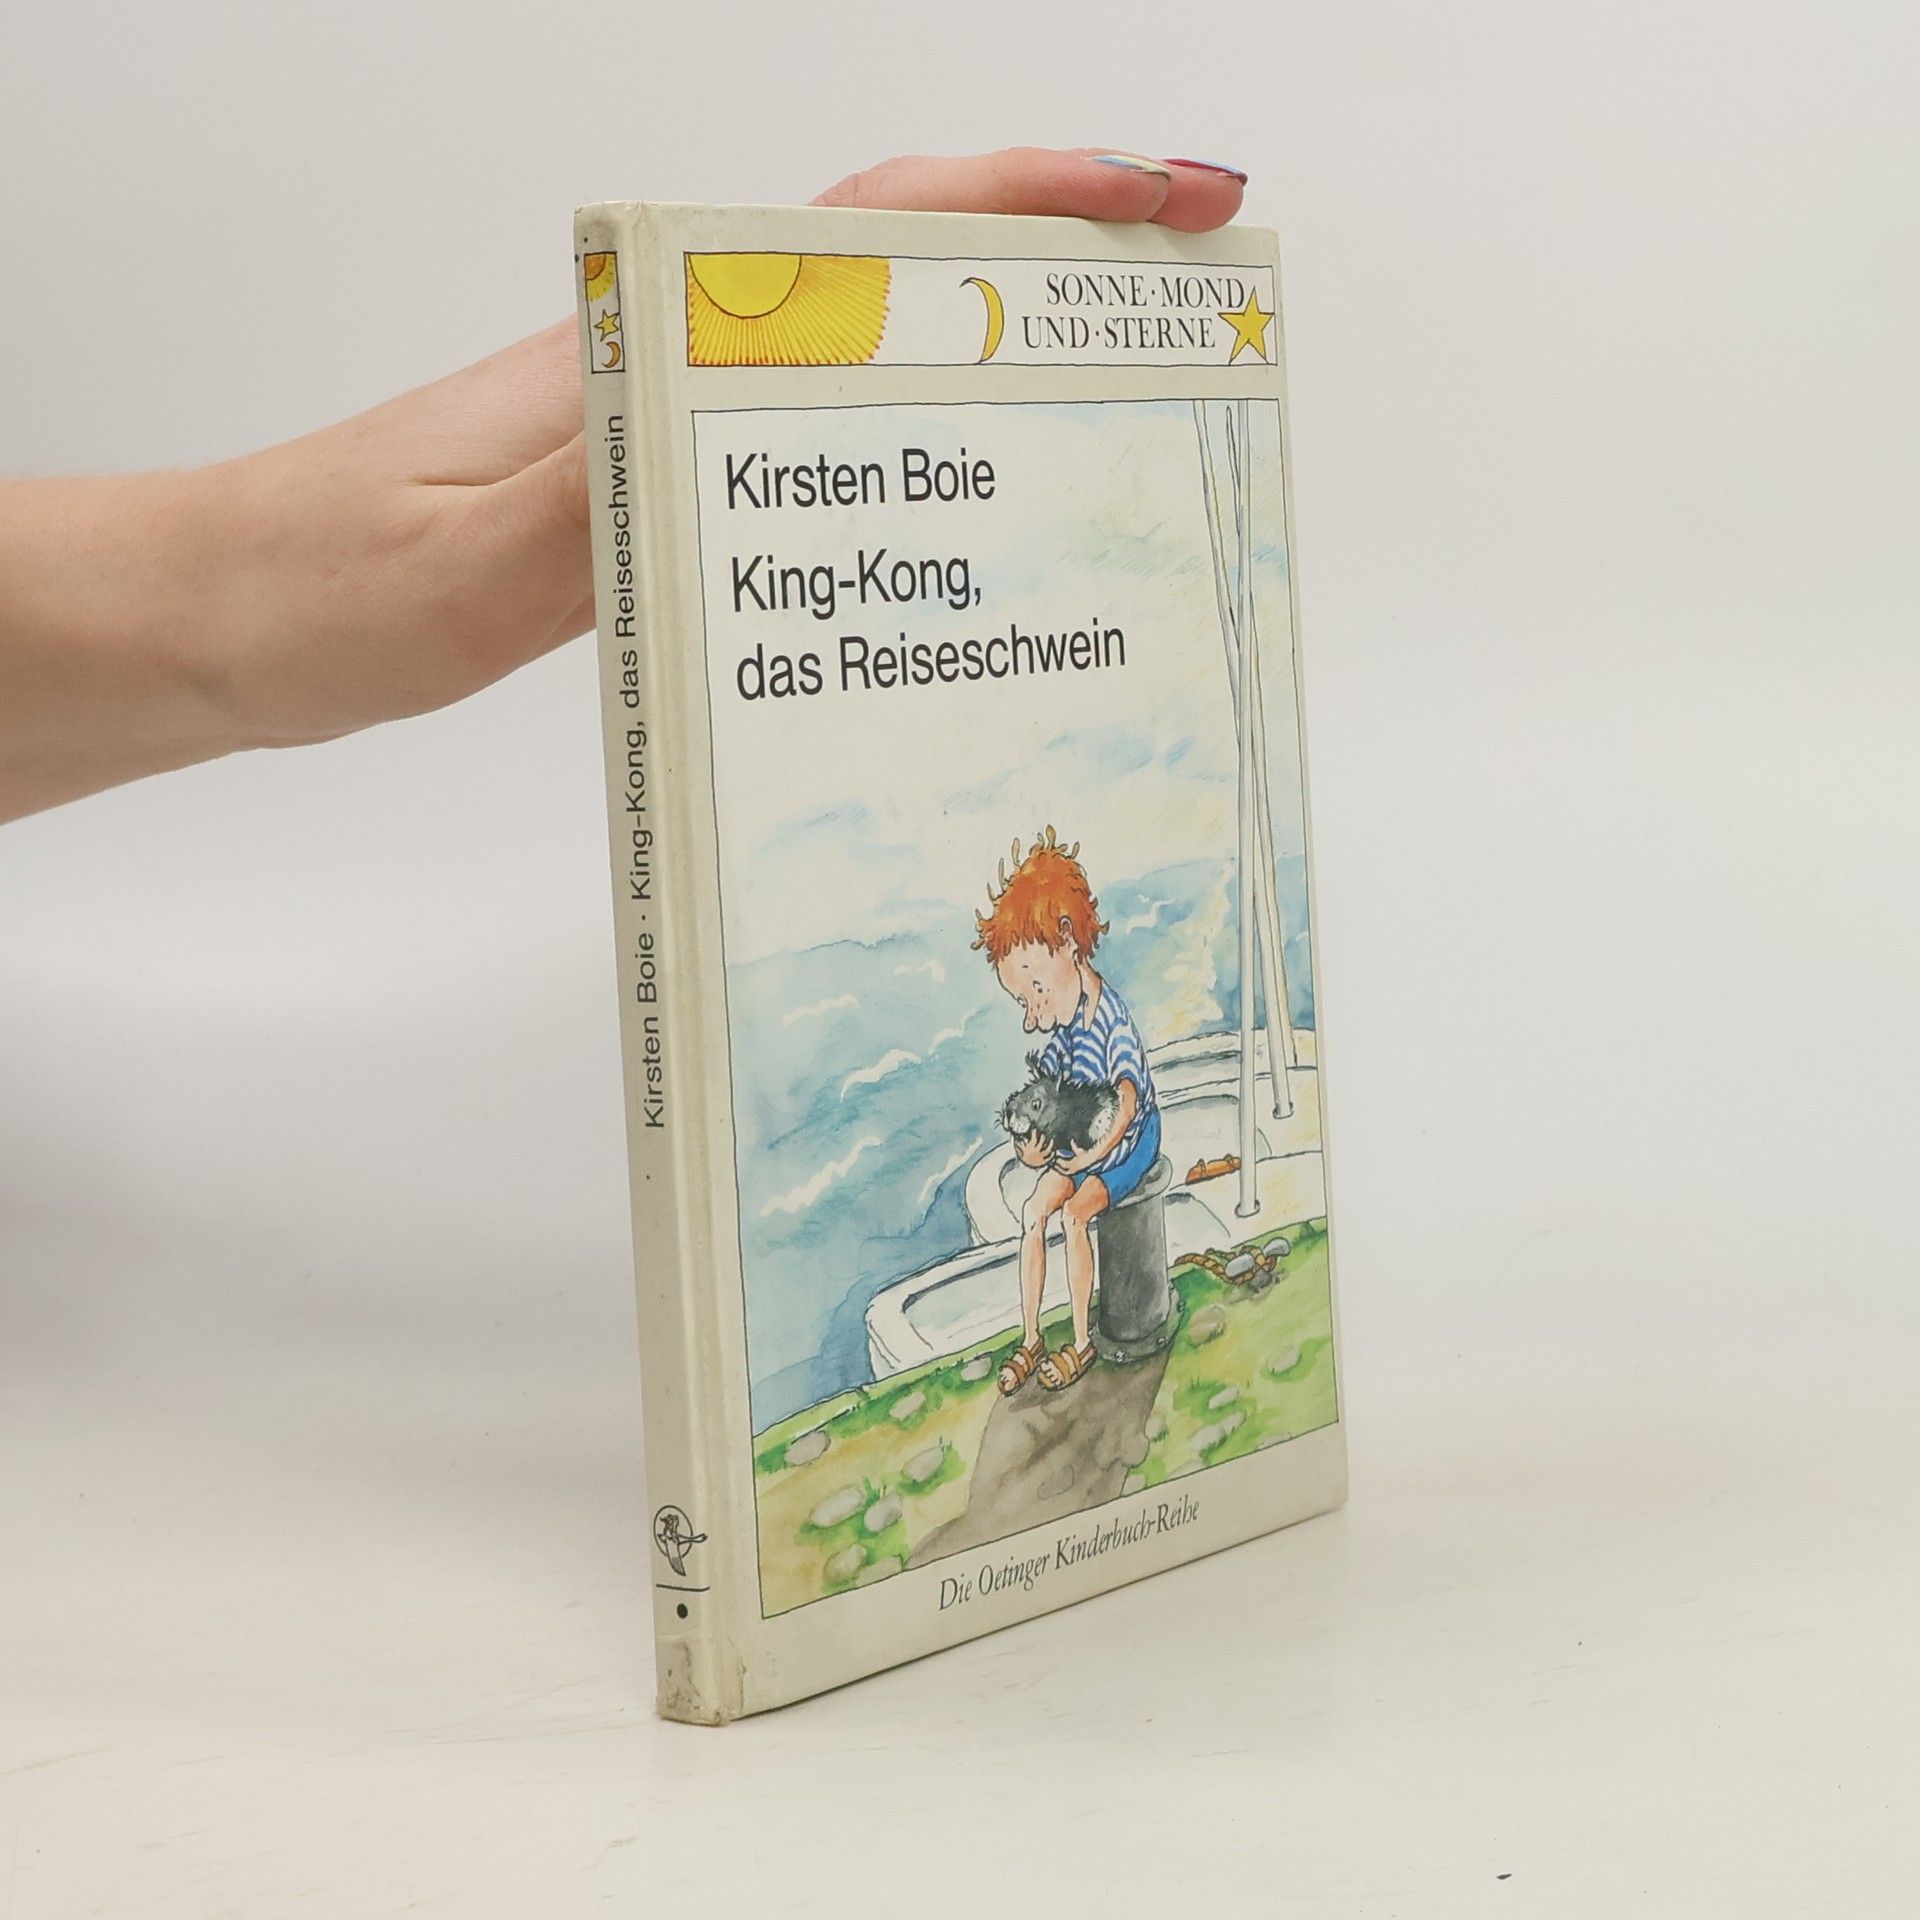 SONNE·MOND
UND·STERNE
Kirsten Boie
King-Kong,
das Reiseschwein
Die Oetinger Kinderbuch-Reihe
Kirsten Boie · King-Kong, das Reiseschwein